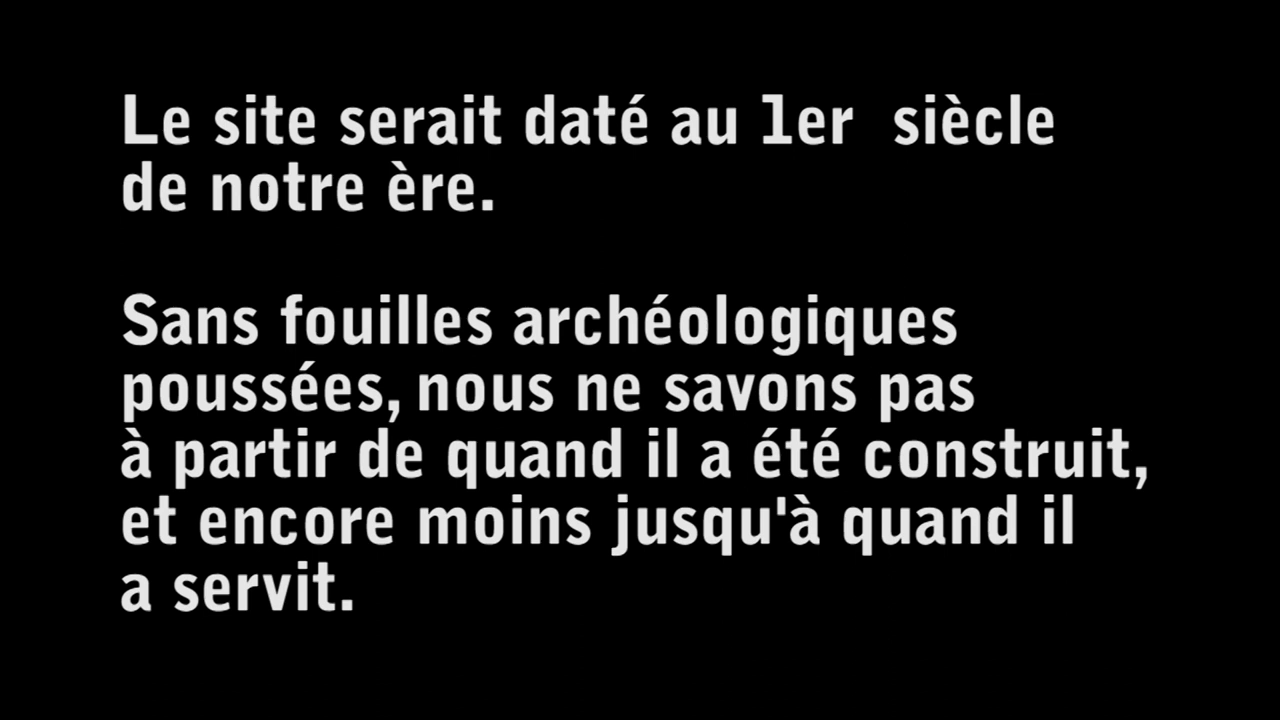 Le site serait daté au 1er  siècle
de notre ère.
Sans fouilles archéologiques
poussées, nous ne savons pas
à partir de quand il a été construit,
et encore moins jusqu'à quand il
a servit.